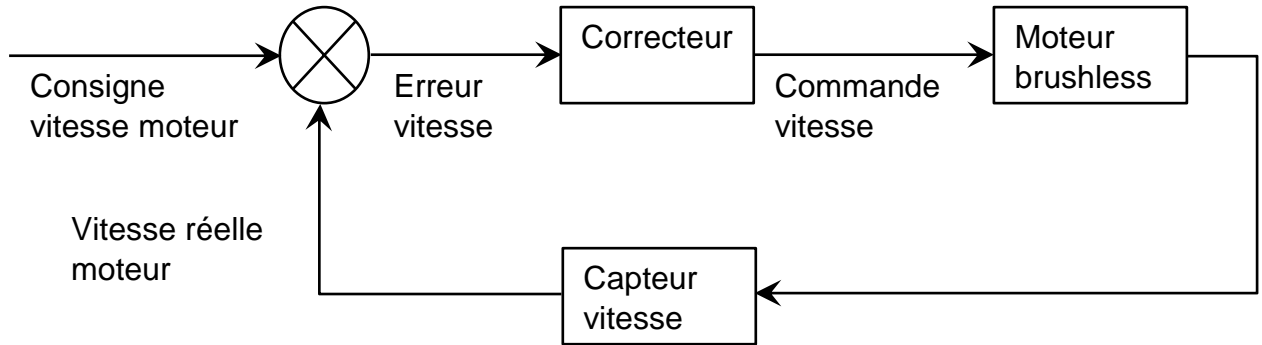 Consigne
vitesse moteur
Erreur
vitesse
Correcteur
Commande
vitesse
Moteur
brushless
Vitesse réelle
moteur
Capteur
vitesse